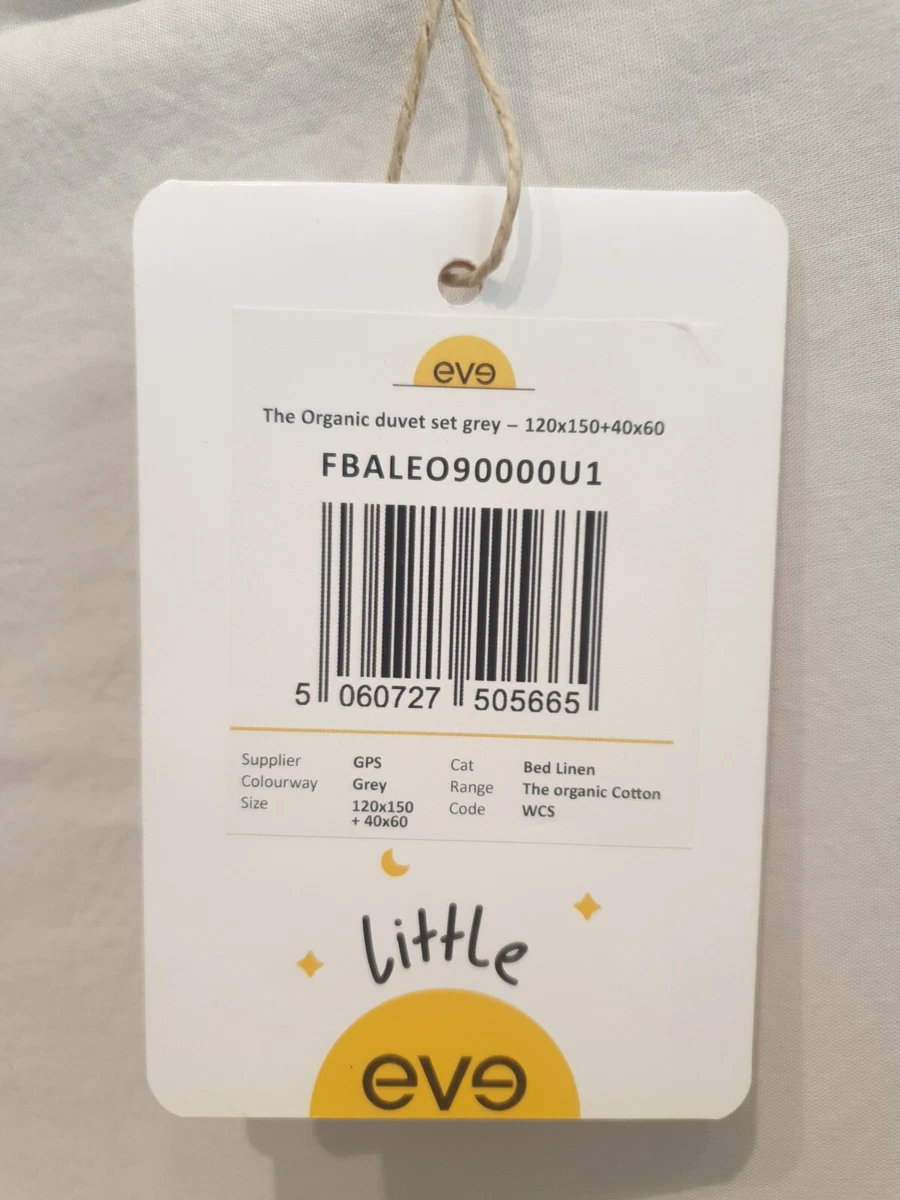 eve
The Organic duvet set grey – 120x150+40x60
FBALEO90000U1
5 060727 505665
Supplier GPS Cat Bed Linen
Colourway Grey Range The organic Cotton
Size 120x150 Code WCS
+ 40x60
little
eve